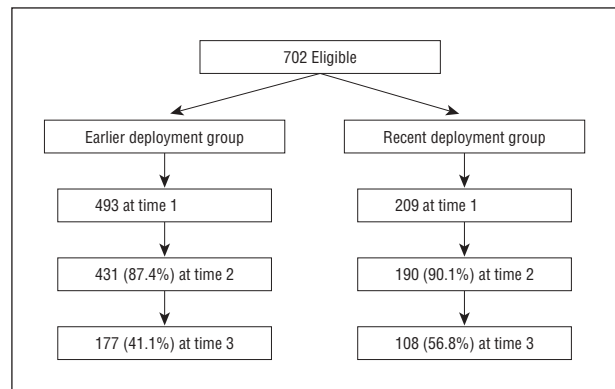 702 Eligible
Earlier deployment group
Recent deployment group
493 at time 1
209 at time 1
431 (87.4%) at time 2
190 (90.1%) at time 2
177 (41.1%) at time 3
108 (56.8%) at time 3